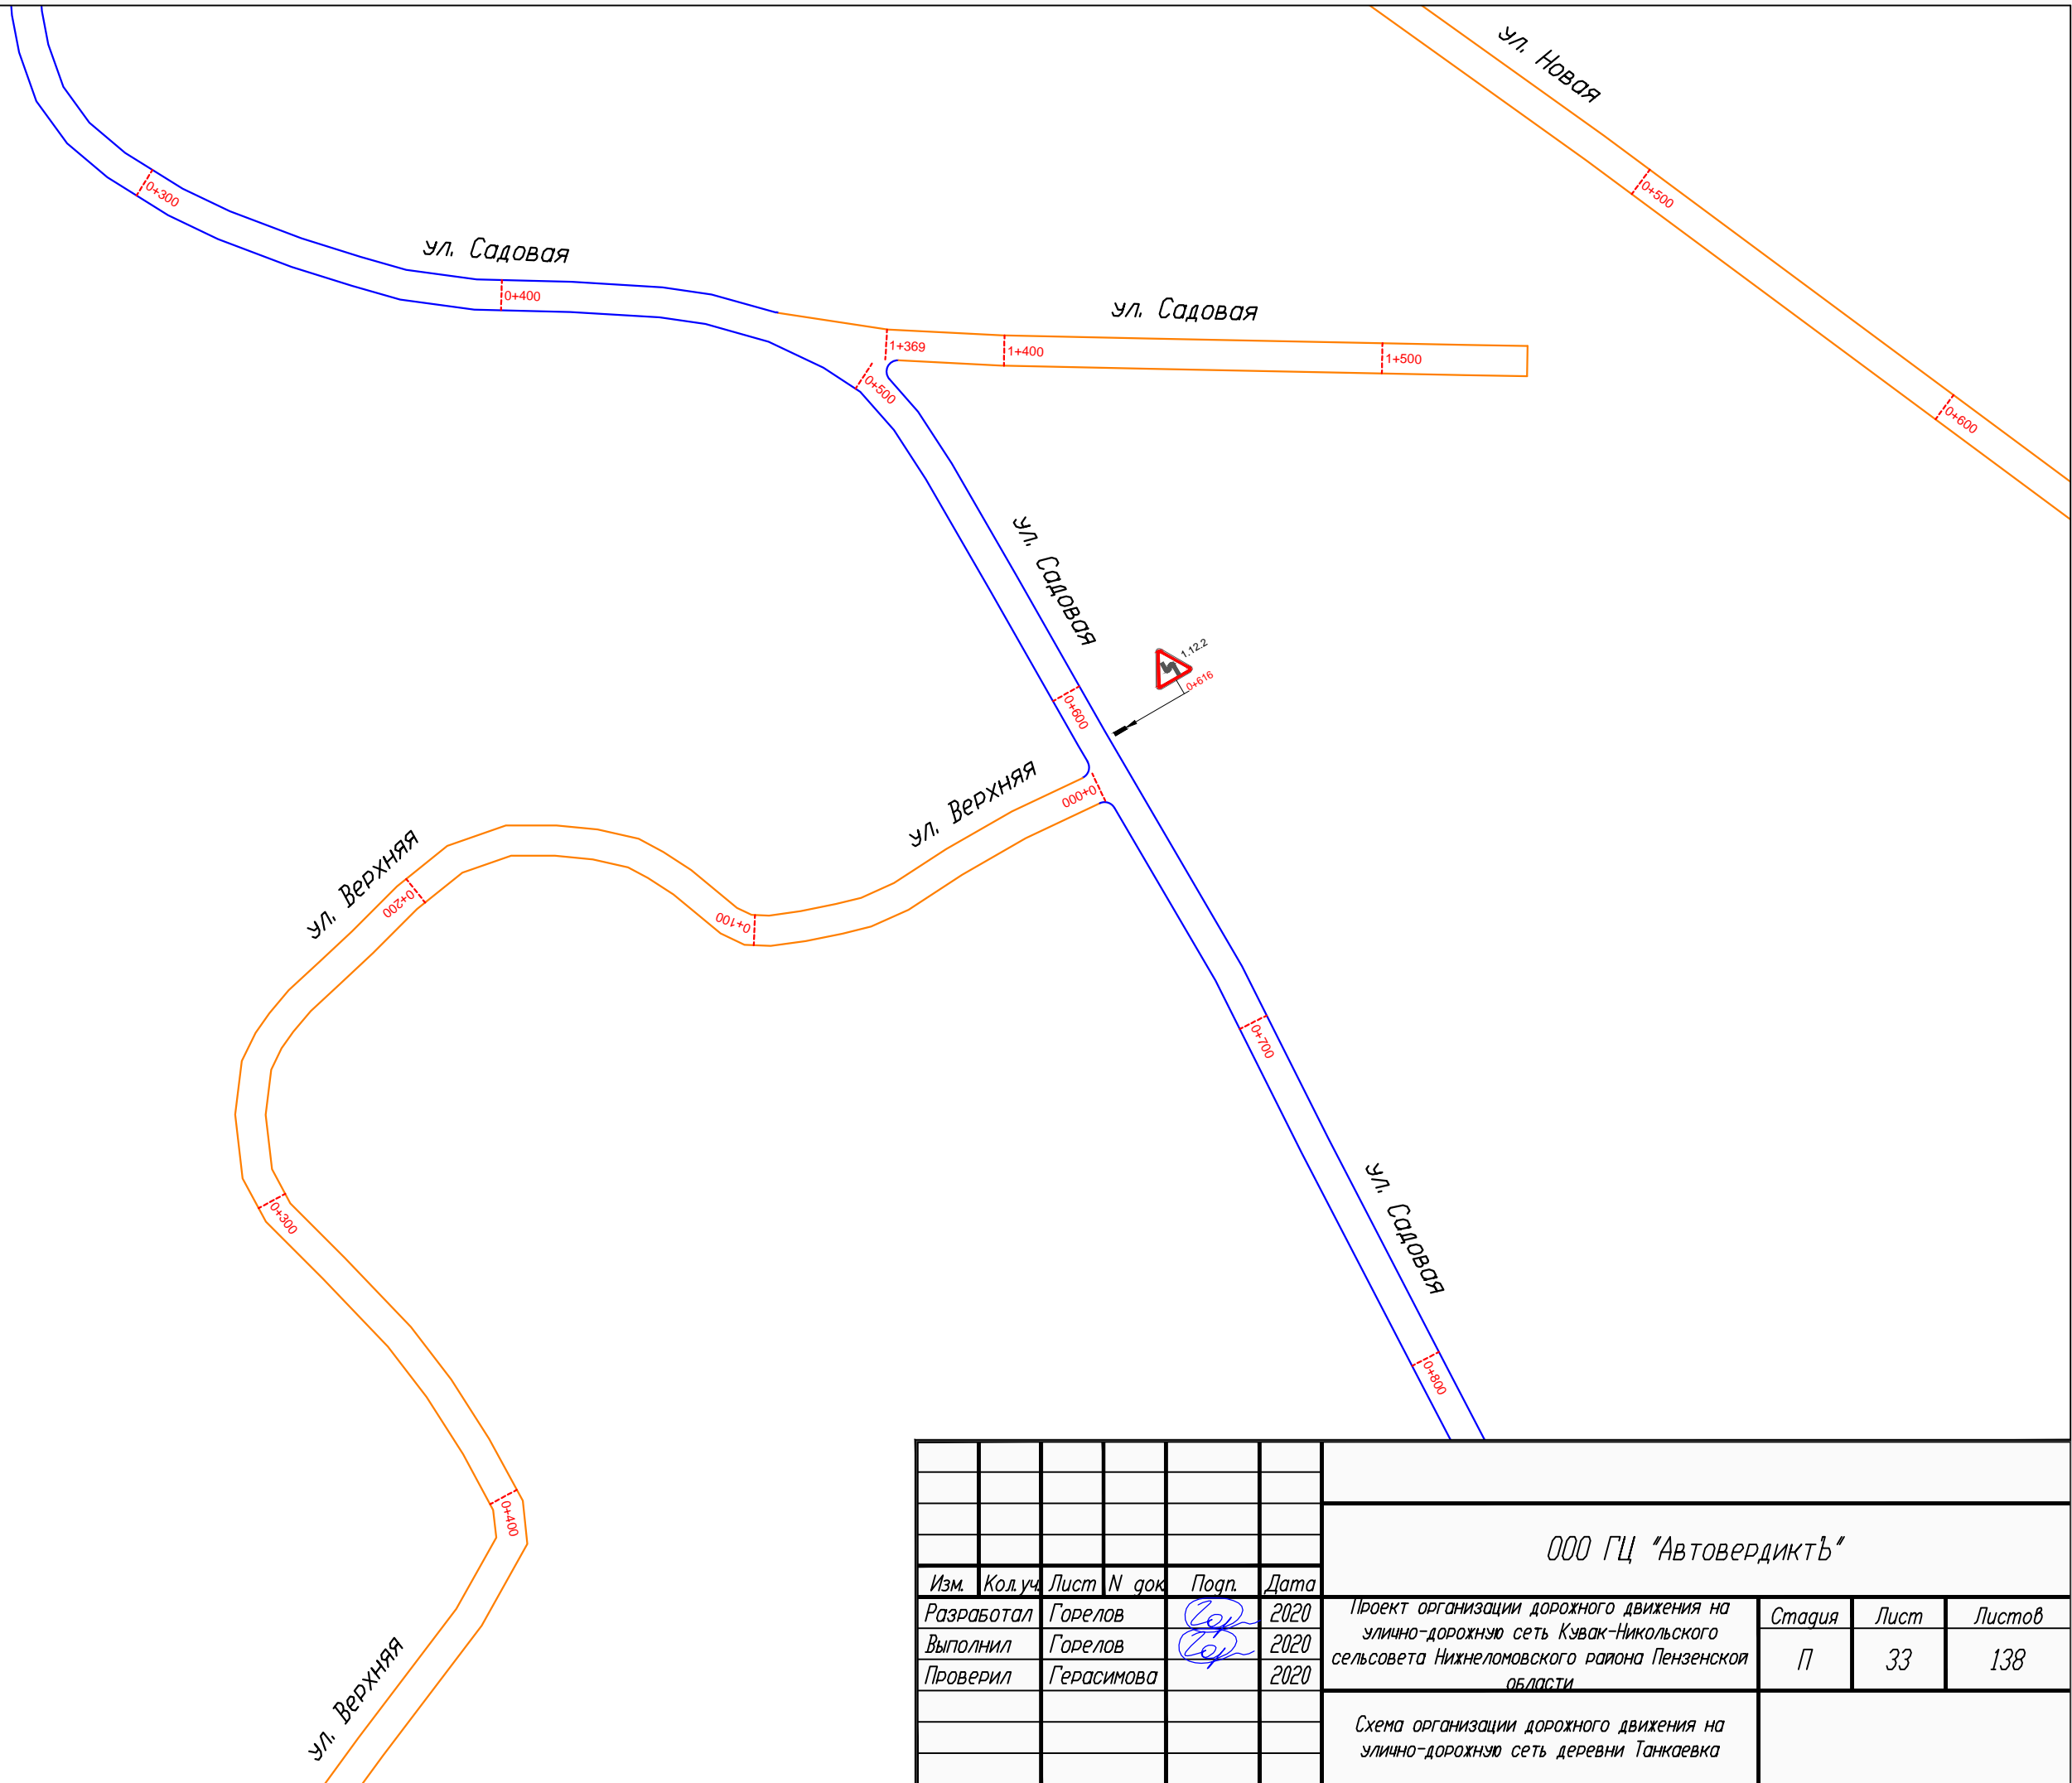 ул. Новая
0+500
0+600
0+300
ул. Садовая
0+400
ул. Садовая
1+369
1+400
1+500
0+500
ул. Садовая
1.12.2
0+616
0+600
ул. Верхняя
0+000
ул. Верхняя
0+200
0+100
0+700
ул. Садовая
0+300
0+800
0+400
ул. Верхняя
ООО ГЦ "АвтовердиктЪ"
Изм. Кол.уч. Лист N док Подп. Дата
Разработал Горелов Гор 2020
Выполнил Горелов Гор 2020
Проверил Герасимова 2020
Проект организации дорожного движения на
улично-дорожную сеть Кувак-Никольского
сельсовета Нижнеломовского района Пензенской
области
Стадия Лист Листов
П 33 138
Схема организации дорожного движения на
улично-дорожную сеть деревни Танкаевка